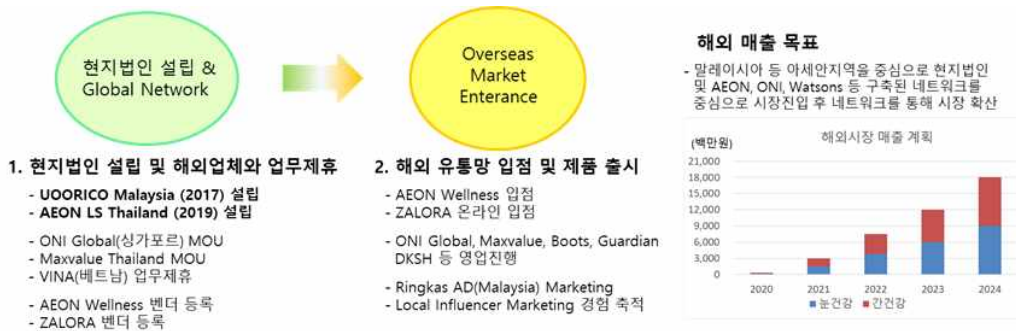 현지법인 설립 &
Global Network
Overseas
Market
Enterance
1. 현지법인 설립 및 해외업체와 업무제휴
- UOORICO Malaysia (2017) 설립
- AEON LS Thailand (2019) 설립
- ONI Global(싱가포르) MOU
- Maxvalue Thailand MOU
- VINA(베트남) 업무제휴
- AEON Wellness 벤더 등록
- ZALORA 벤더 등록
2. 해외 유통망 입점 및 제품 출시
- AEON Wellness 입점
- ZALORA 온라인 입점
- ONI Global, Maxvalue, Boots, Guardian
DKSH 등 영업진행
- Ringkas AD(Malaysia) Marketing
- Local Influencer Marketing 경험 축적
해외 매출 목표
- 말레이시아 등 아세안지역을 중심으로 현지법인
및 AEON, ONI, Watsons 등 구축된 네트워크를
중심으로 시장진입 후 네트워크를 통해 시장 확산
(백만원)
해외시장 매출 계획
21,000
18,000
15,000
12,000
9,000
6,000
3,000
0
2020 2021 2022 2023 2024
눈건강 간건강